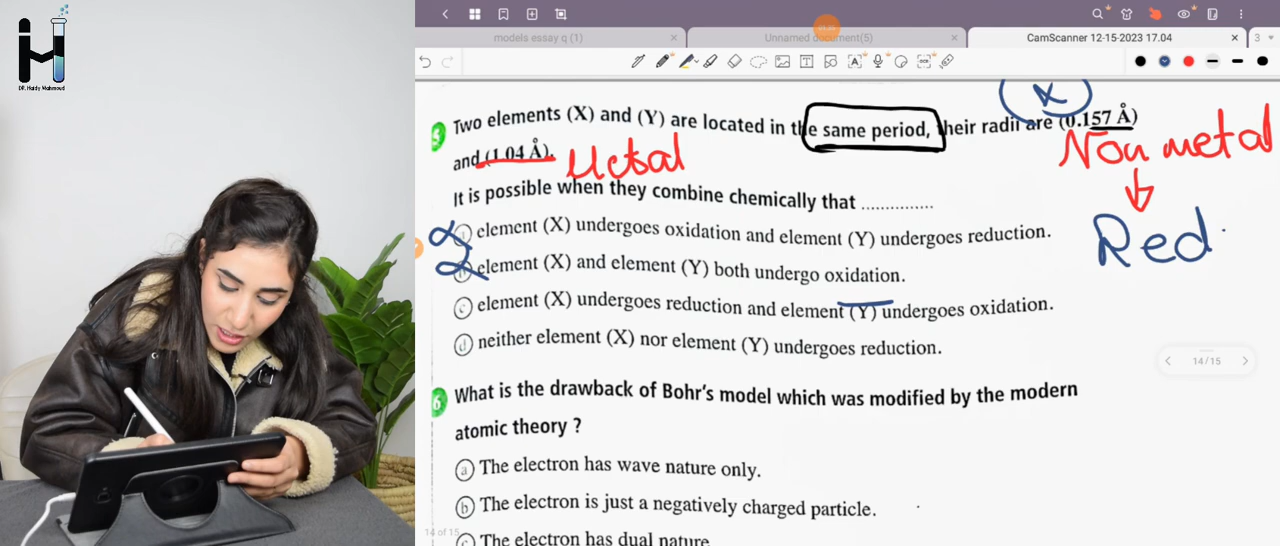 H
DR. Haidy Mahmoud
models essay q (1)
Unnamed document(5)
CamScanner 12-15-2023 17.04
3
X
5 Two elements (X) and (Y) are located in the same period, their radii are (0.157 Å)
and (1.04 Å).
Metal
Non metal
Red
It is possible when they combine chemically that ..............
a element (X) undergoes oxidation and element (Y) undergoes reduction.
b element (X) and element (Y) both undergo oxidation.
c element (X) undergoes reduction and element (Y) undergoes oxidation.
d neither element (X) nor element (Y) undergoes reduction.
14/15
6 What is the drawback of Bohr's model which was modified by the modern
atomic theory ?
a The electron has wave nature only.
b The electron is just a negatively charged particle.
14 of 15
c The electron has dual nature